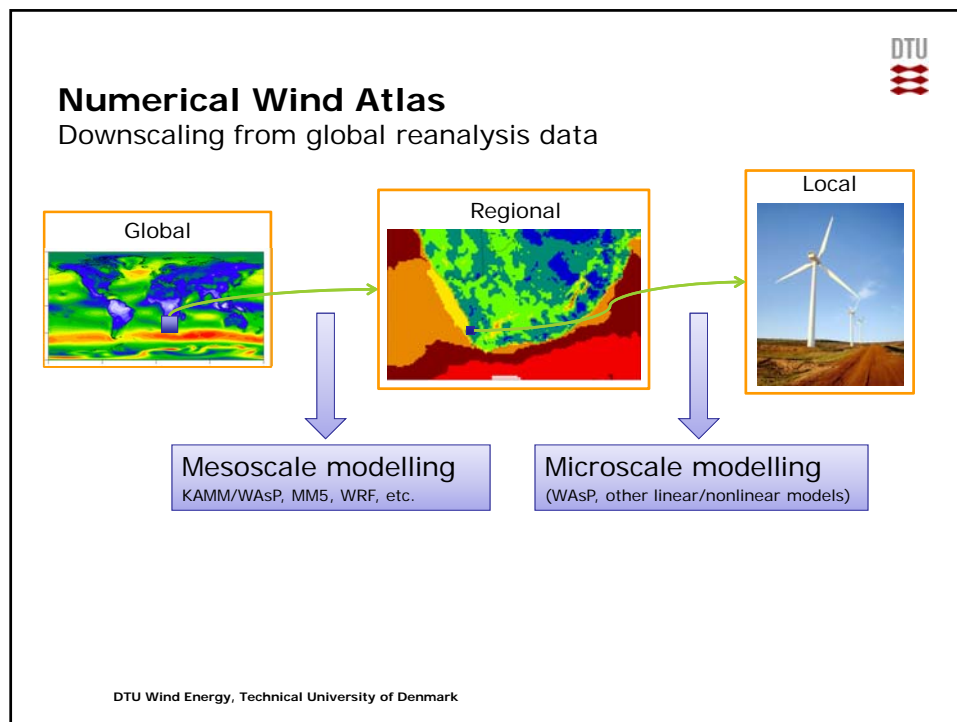 DTU
Numerical Wind Atlas
Downscaling from global reanalysis data
Global
Regional
Local
Mesoscale modelling
KAMM/WAsP, MM5, WRF, etc.
Microscale modelling
(WAsP, other linear/nonlinear models)
DTU Wind Energy, Technical University of Denmark